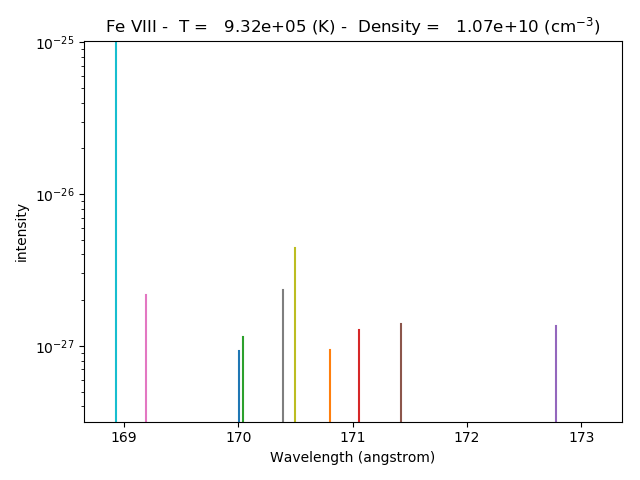 Fe VIII -  T =   9.32e+05 (K) -  Density =   1.07e+10 (cm⁻³)
10⁻²⁵
10⁻²⁶
10⁻²⁷
intensity
169 170 171 172 173
Wavelength (angstrom)